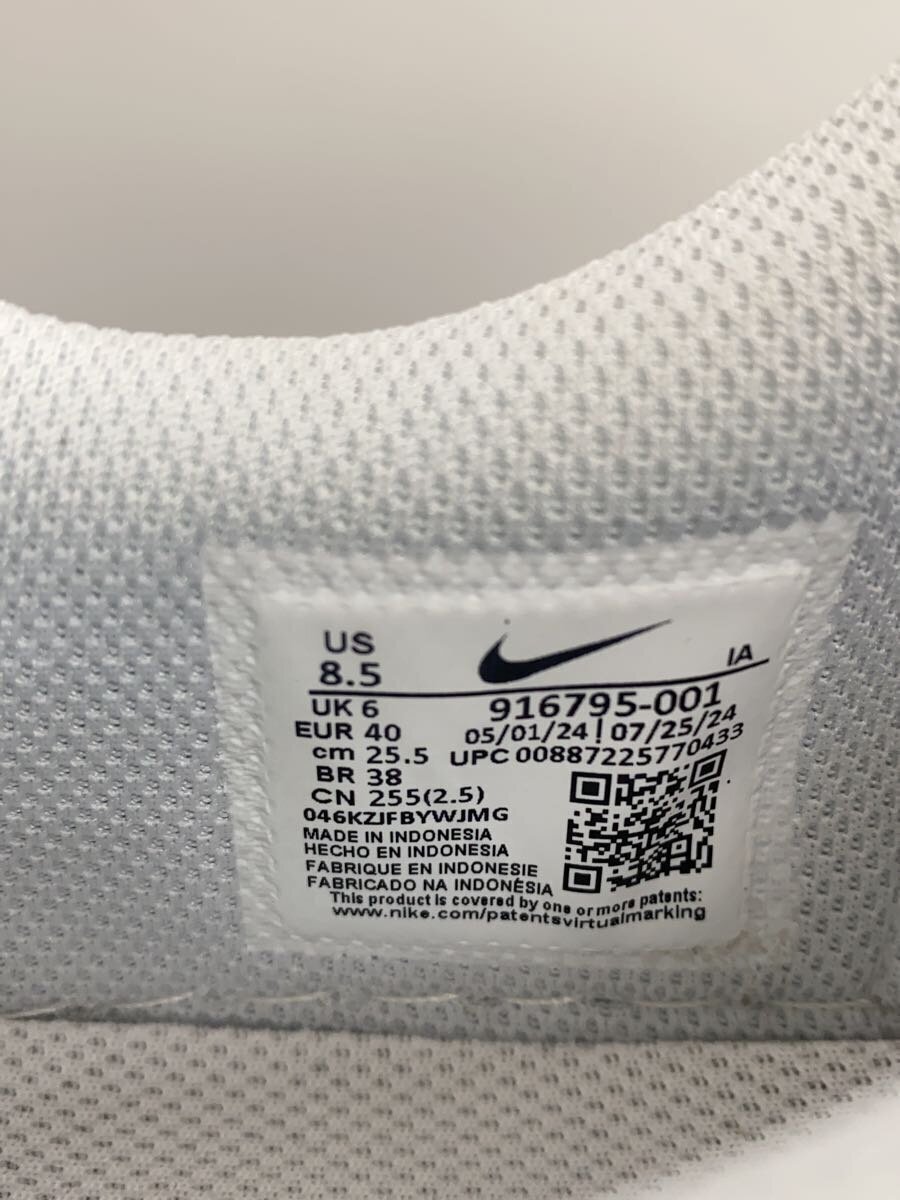 US
8.5
IA
UK 6
EUR 40
cm 25.5
BR 38
CN 255(2.5)
916795-001
05/01/24 | 07/25/24
UPC 00887225770433
046KZJFBYWJMG
MADE IN INDONESIA
HECHO EN INDONESIA
FABRIQUE EN INDONESIE
FABRICADO NA INDONÉSIA
This product is covered by one or more patents:
www.nike.com/patentsvirtualmarking